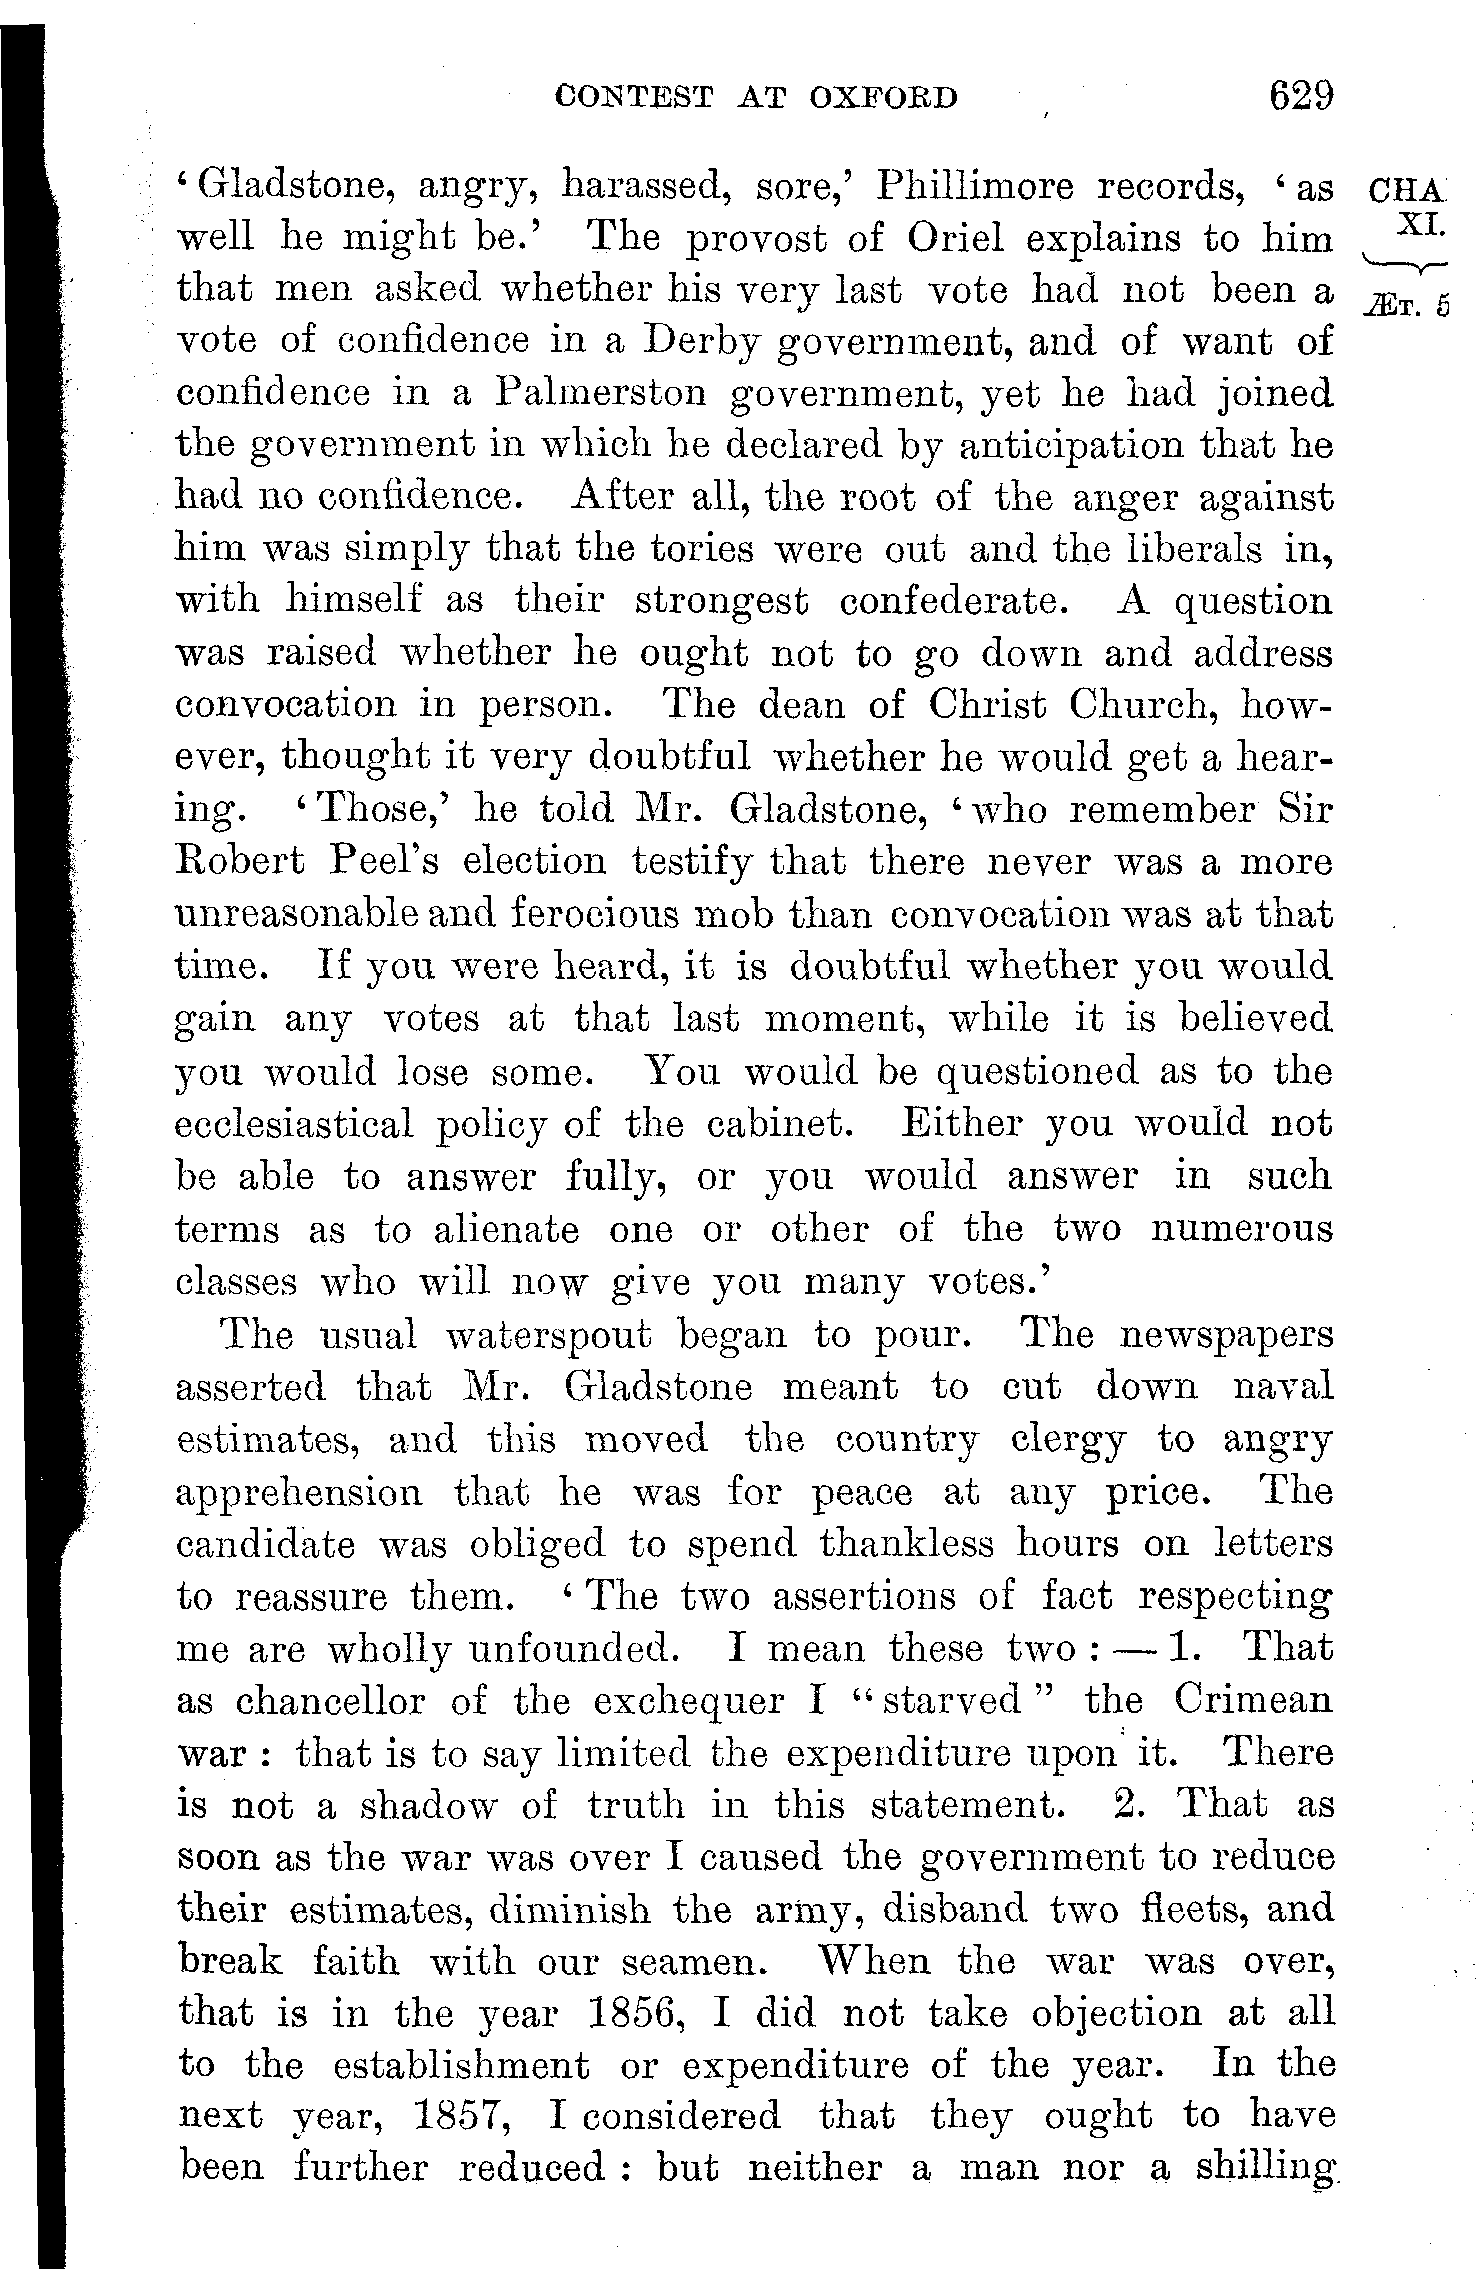 CONTEST AT OXFORD 629
‘Gladstone, angry, harassed, sore,’ Phillimore records, ‘as
well he might be.’ The provost of Oriel explains to him
that men asked whether his very last vote had not been a
vote of confidence in a Derby government, and of want of
confidence in a Palmerston government, yet he had joined
the government in which he declared by anticipation that he
had no confidence. After all, the root of the anger against
him was simply that the tories were out and the liberals in,
with himself as their strongest confederate. A question
was raised whether he ought not to go down and address
convocation in person. The dean of Christ Church, how-
ever, thought it very doubtful whether he would get a hear-
ing. ‘Those,’ he told Mr. Gladstone, ‘who remember Sir
Robert Peel’s election testify that there never was a more
unreasonable and ferocious mob than convocation was at that
time. If you were heard, it is doubtful whether you would
gain any votes at that last moment, while it is believed
you would lose some. You would be questioned as to the
ecclesiastical policy of the cabinet. Either you would not
be able to answer fully, or you would answer in such
terms as to alienate one or other of the two numerous
classes who will now give you many votes.’
The usual waterspout began to pour. The newspapers
asserted that Mr. Gladstone meant to cut down naval
estimates, and this moved the country clergy to angry
apprehension that he was for peace at any price. The
candidate was obliged to spend thankless hours on letters
to reassure them. ‘The two assertions of fact respecting
me are wholly unfounded. I mean these two : — 1. That
as chancellor of the exchequer I “starved” the Crimean
war : that is to say limited the expenditure upon it. There
is not a shadow of truth in this statement. 2. That as
soon as the war was over I caused the government to reduce
their estimates, diminish the army, disband two fleets, and
break faith with our seamen. When the war was over,
that is in the year 1856, I did not take objection at all
to the establishment or expenditure of the year. In the
next year, 1857, I considered that they ought to have
been further reduced : but neither a man nor a shilling
CHA
XI.
ÆT. 5